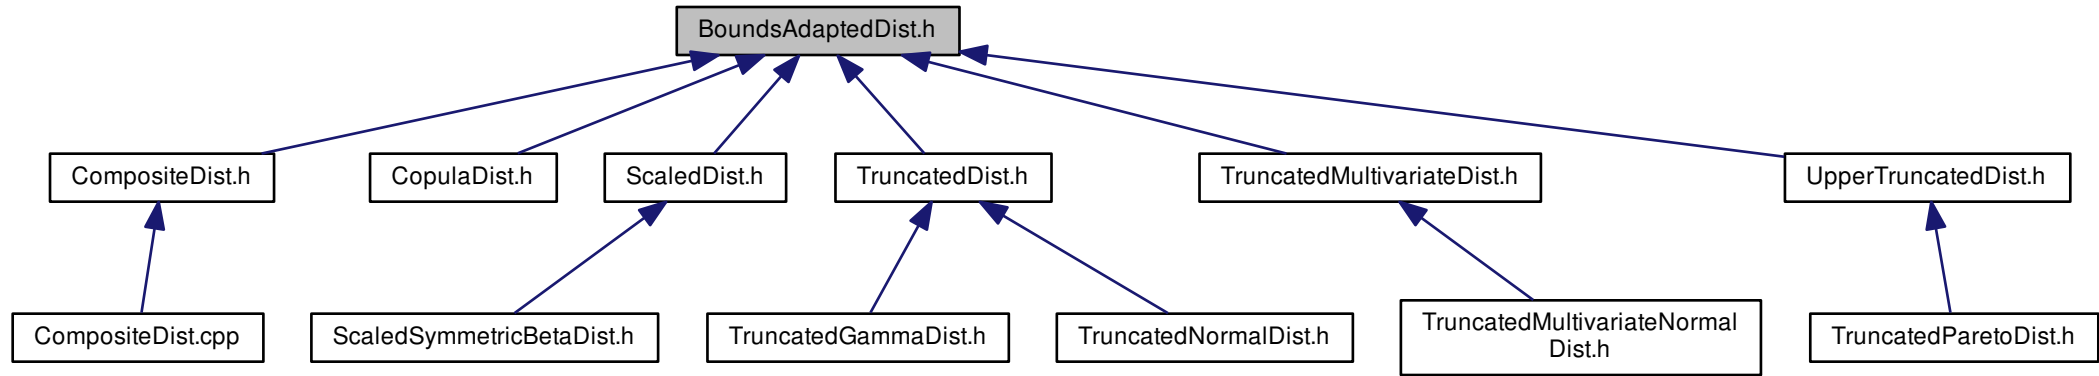 BoundsAdaptedDist.h
CompositeDist.h
CopulaDist.h
ScaledDist.h
TruncatedDist.h
TruncatedMultivariateDist.h
UpperTruncatedDist.h
CompositeDist.cpp
ScaledSymmetricBetaDist.h
TruncatedGammaDist.h
TruncatedNormalDist.h
TruncatedMultivariateNormal
Dist.h
TruncatedParetoDist.h